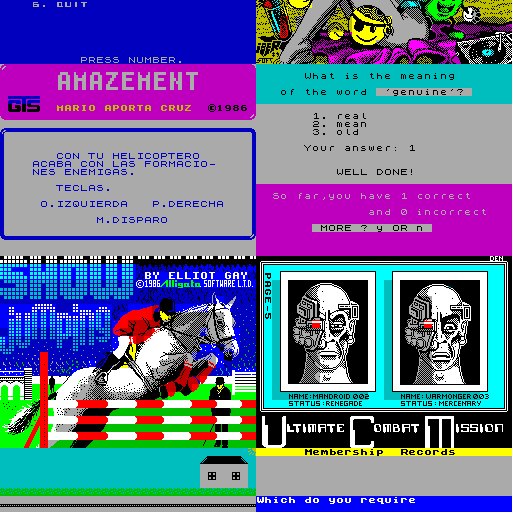 6. QUIT
PRESS NUMBER.
AMAZEMENT
GTS MARIO APORTA CRUZ ©1986
CON TU HELICOPTERO
ACABA CON LAS FORMACIO-
NES ENEMIGAS.
TECLAS.
O.IZQUIERDA P.DERECHA
M.DISPARO
What is the meaning
of the word 'genuine'?
1. real
2. mean
3. old
Your answer: 1
WELL DONE!
So far,you have 1 correct
and 0 incorrect
MORE ? y OR n
SHOW
JUMPING
BY ELLIOT GAY
©1986 Alligata SOFTWARE L.T.D.
DEN
PAGE-5
NAME:MANDROID 002
STATUS:RENEGADE
NAME:WARMONGER 003
STATUS:MERCENARY
ULTIMATE COMBAT MISSION
Membership Records
Which do you require